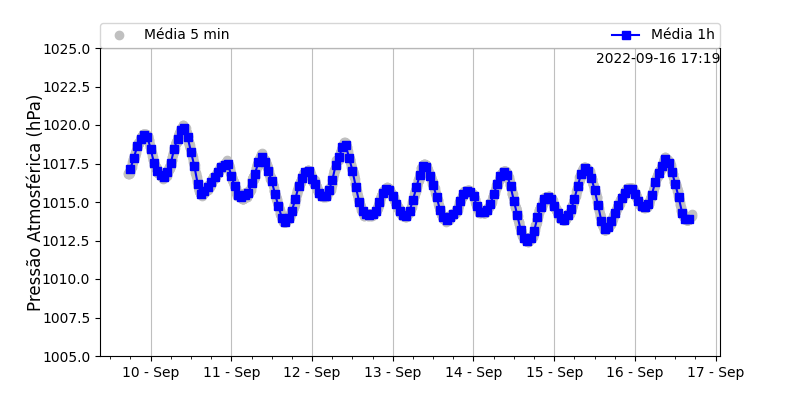 Média 5 min
Média 1h
2022-09-16 17:19
Pressão Atmosférica (hPa)
1025.0
1022.5
1020.0
1017.5
1015.0
1012.5
1010.0
1007.5
1005.0
10 - Sep
11 - Sep
12 - Sep
13 - Sep
14 - Sep
15 - Sep
16 - Sep
17 - Sep